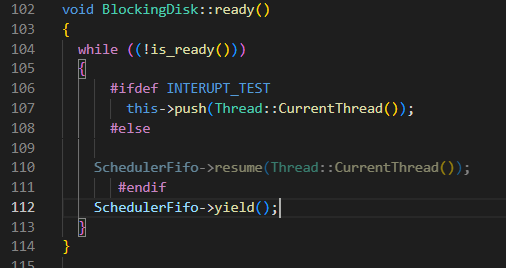 102 void BlockingDisk::ready()
103 {
104 while ((!is_ready()))
105 {
106 #ifdef INTERUPT_TEST
107 this->push(Thread::CurrentThread());
108 #else
109
110 SchedulerFifo->resume(Thread::CurrentThread());
111 #endif
112 SchedulerFifo->yield();
113 }
114 }
115